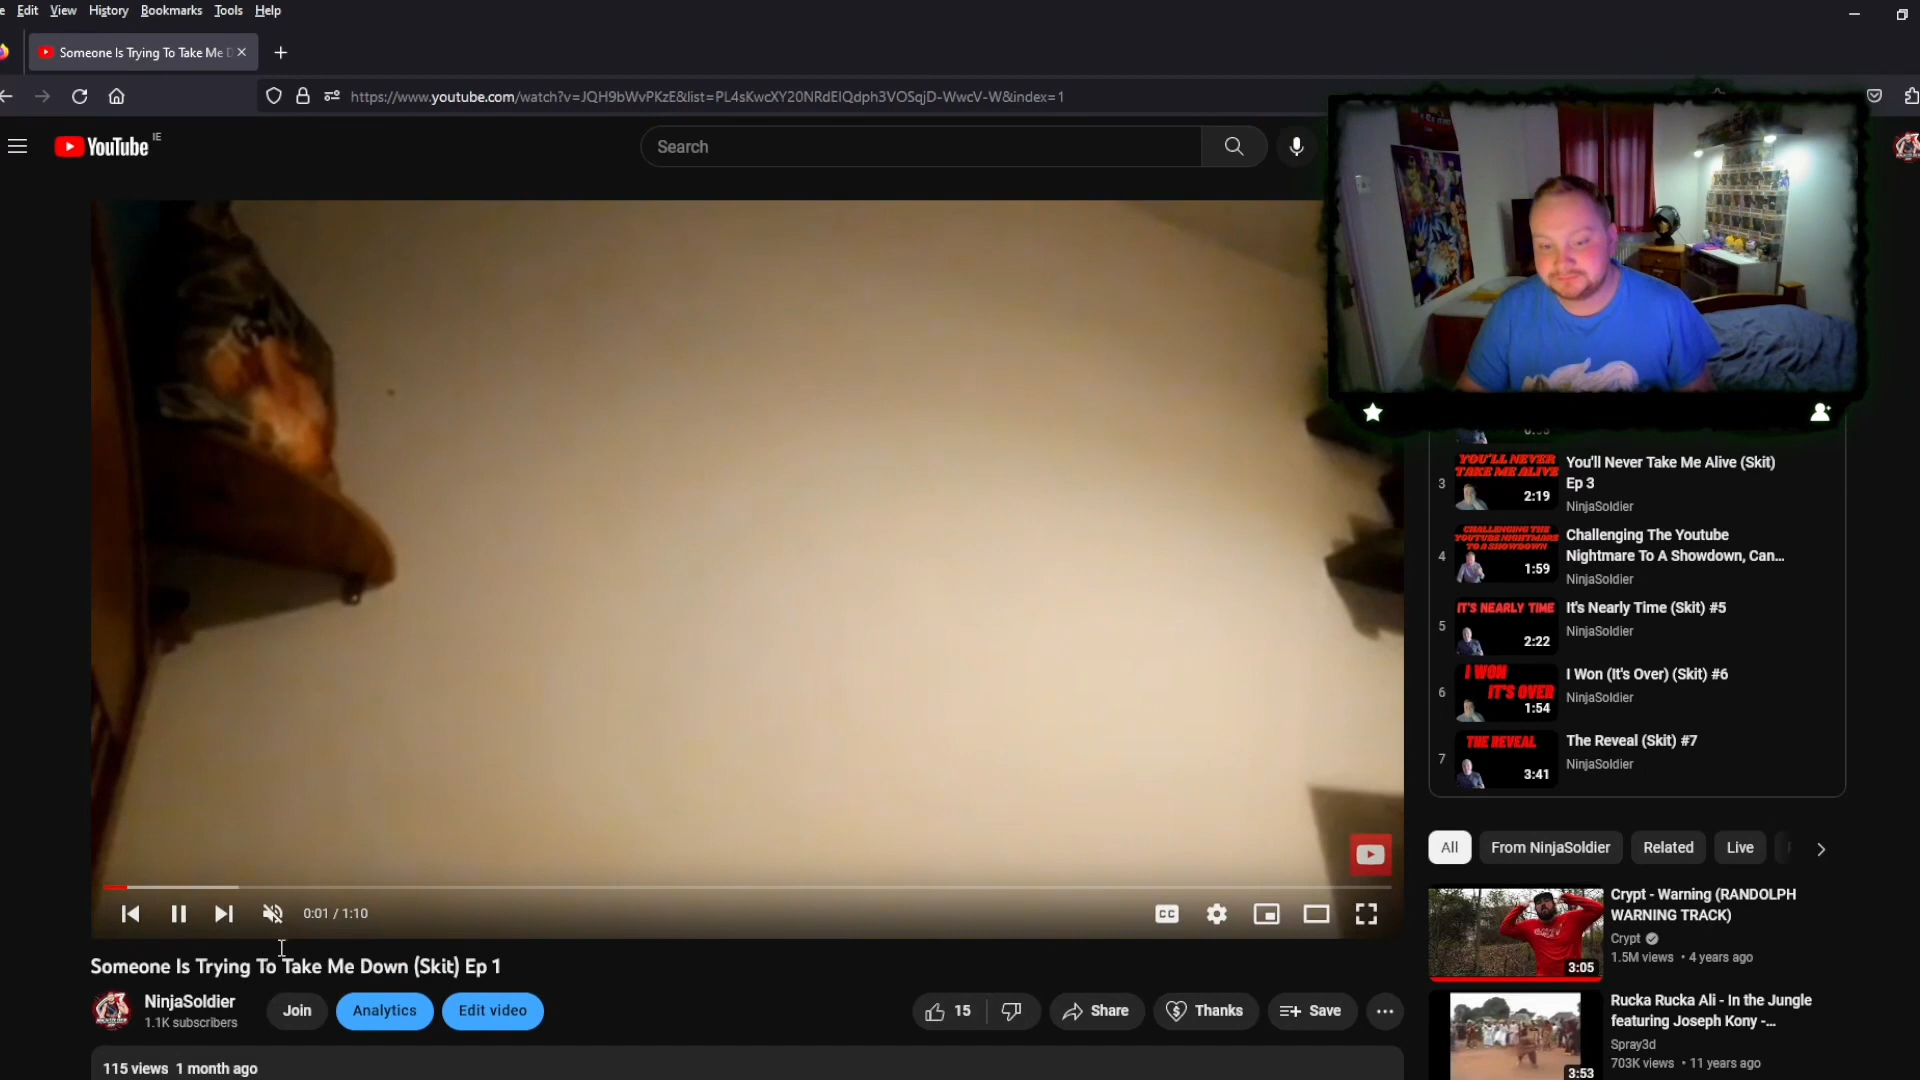 Edit View History Bookmarks Tools Help
Someone Is Trying To Take Me D
https://www.youtube.com/watch?v=JQH9bWvPKzE&list=PL4sKwcXY20NRdEIQdph3VOSqjD-WwcV-W&index=1
YouTube IE
Search
YOU'LL NEVER
TAKE ME ALIVE
3
2:19
You'll Never Take Me Alive (Skit)
Ep 3
NinjaSoldier
CHALLENGING THE
YOUTUBE NIGHTMARE
TO A SHOWDOWN
4
1:59
Challenging The Youtube
Nightmare To A Showdown, Can...
NinjaSoldier
IT'S NEARLY TIME
5
2:22
It's Nearly Time (Skit) #5
NinjaSoldier
I WON
IT'S OVER
6
1:54
I Won (It's Over) (Skit) #6
NinjaSoldier
THE REVEAL
7
3:41
The Reveal (Skit) #7
NinjaSoldier
0:01 / 1:10
CC
Someone Is Trying To Take Me Down (Skit) Ep 1
NinjaSoldier
1.1K subscribers
Join
Analytics
Edit video
15
Share
Thanks
Save
115 views 1 month ago
All
From NinjaSoldier
Related
Live
3:05
Crypt - Warning (RANDOLPH
WARNING TRACK)
Crypt
1.5M views • 4 years ago
3:53
Rucka Rucka Ali - In the Jungle
featuring Joseph Kony -...
Spray3d
703K views • 11 years ago